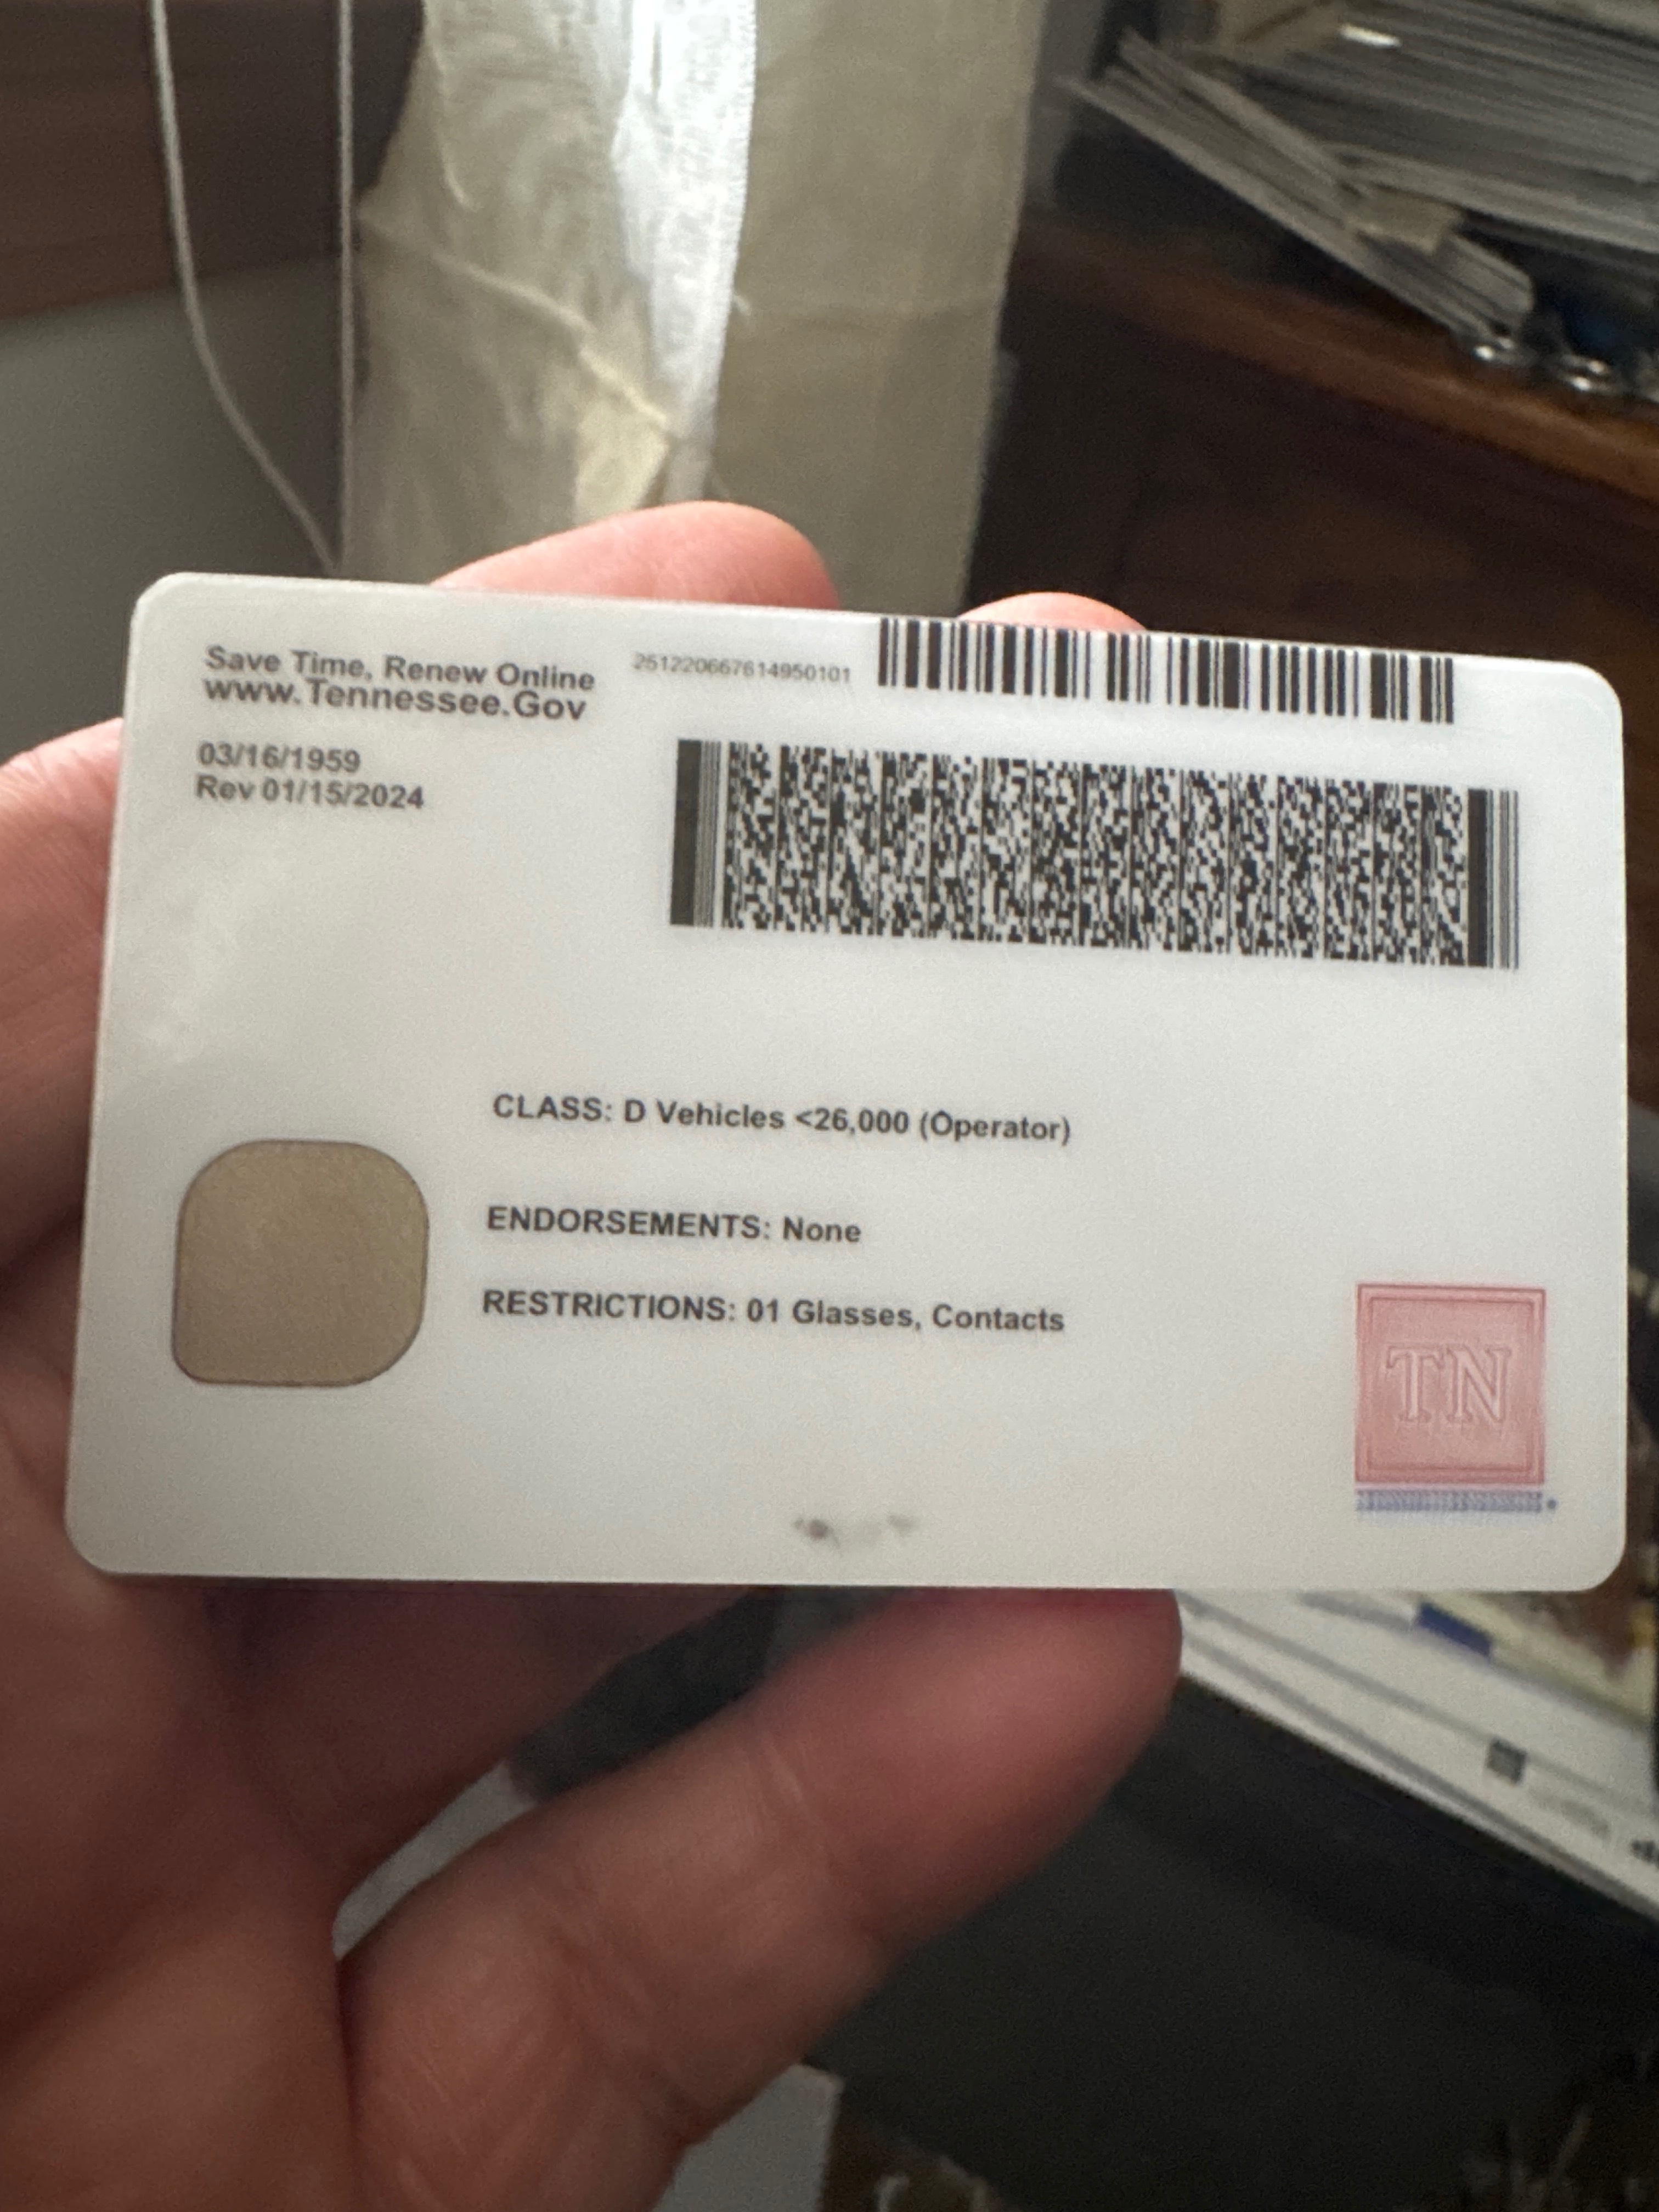 Save Time, Renew Online
www.Tennessee.Gov
251220667614950101
03/16/1959
Rev 01/15/2024
CLASS: D Vehicles <26,000 (Operator)
ENDORSEMENTS: None
RESTRICTIONS: 01 Glasses, Contacts
TN